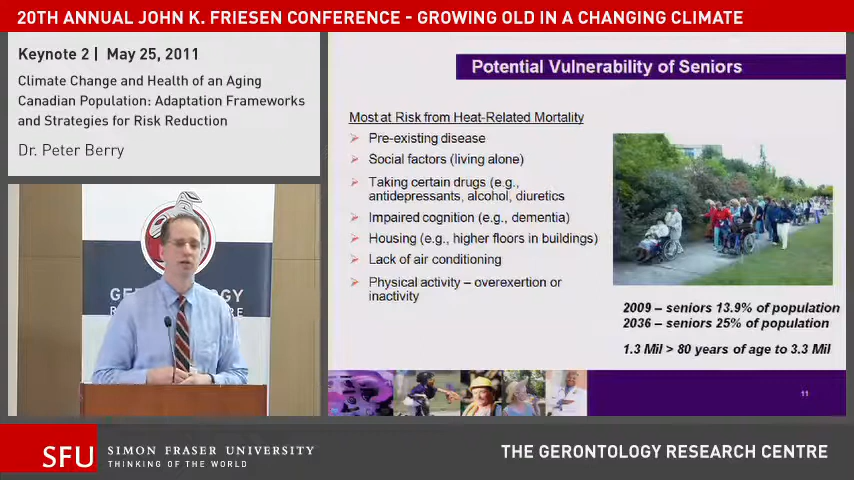 20TH ANNUAL JOHN K. FRIESEN CONFERENCE - GROWING OLD IN A CHANGING CLIMATE
Keynote 2 | May 25, 2011
Climate Change and Health of an Aging
Canadian Population: Adaptation Frameworks
and Strategies for Risk Reduction
Dr. Peter Berry
Potential Vulnerability of Seniors
Most at Risk from Heat-Related Mortality
Pre-existing disease
Social factors (living alone)
Taking certain drugs (e.g.,
antidepressants, alcohol, diuretics
Impaired cognition (e.g., dementia)
Housing (e.g., higher floors in buildings)
Lack of air conditioning
Physical activity – overexertion or
inactivity
2009 – seniors 13.9% of population
2036 – seniors 25% of population
1.3 Mil > 80 years of age to 3.3 Mil
11
SFU SIMON FRASER UNIVERSITY
THINKING OF THE WORLD
THE GERONTOLOGY RESEARCH CENTRE